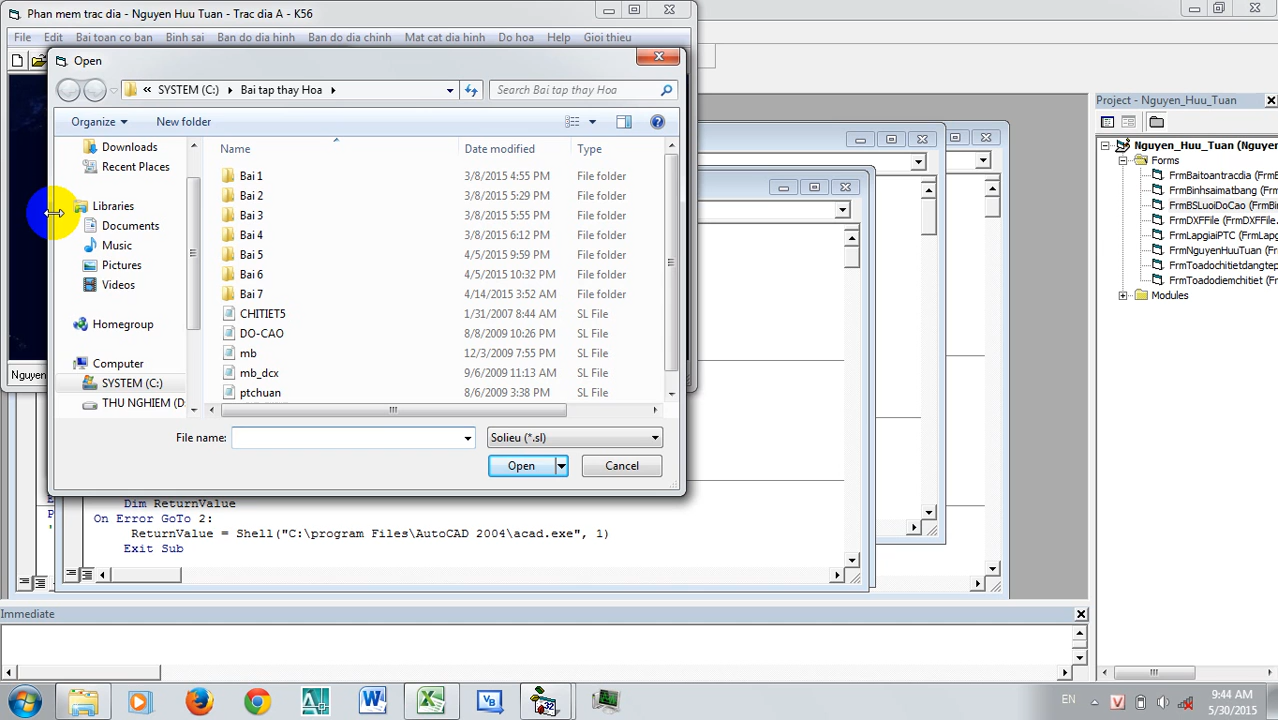 Phan mem trac dia - Nguyen Huu Tuan - Trac dia A - K56
File Edit Bai toan co ban Binh sai Ban do dia hinh Ban do dia chinh Mat cat dia hinh Do hoa Help Gioi thieu
Open
« SYSTEM (C:) Bai tap thay Hoa
Search Bai tap thay Hoa
Organize New folder
Downloads
Recent Places
Libraries
Documents
Music
Pictures
Videos
Homegroup
Computer
SYSTEM (C:)
THU NGHIEM (D:
Name Date modified Type
Bai 1 3/8/2015 4:55 PM File folder
Bai 2 3/8/2015 5:29 PM File folder
Bai 3 3/8/2015 5:55 PM File folder
Bai 4 3/8/2015 6:12 PM File folder
Bai 5 4/5/2015 9:59 PM File folder
Bai 6 4/5/2015 10:32 PM File folder
Bai 7 4/14/2015 3:52 AM File folder
CHITIET5 1/31/2007 8:44 AM SL File
DO-CAO 8/8/2009 10:26 PM SL File
mb 12/3/2009 7:55 PM SL File
mb_dcx 9/6/2009 11:13 AM SL File
ptchuan 8/6/2009 3:38 PM SL File
File name: Solieu (*.sl)
Open Cancel
Nguyen
Dim ReturnValue
On Error GoTo 2:
ReturnValue = Shell("C:\program Files\AutoCAD 2004\acad.exe", 1)
Exit Sub
Immediate
Project - Nguyen_Huu_Tuan
Nguyen_Huu_Tuan (Nguyen
Forms
FrmBaitoantracdia (FrmB
FrmBinhsaimatbang (Frm
FrmBSLuoiDoCao (FrmBS
FrmDXFFile (FrmDXFFile
FrmLapgiaiPTC (FrmLapg
FrmNguyenHuuTuan (Frm
FrmToadochitietdangtep
FrmToadodiemchitiet (Fr
Modules
EN
9:44 AM
5/30/2015